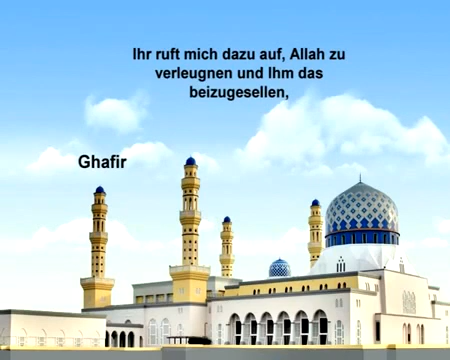 Ihr ruft mich dazu auf, Allah zu
verleugnen und Ihm das
beizugesellen,
Ghafir